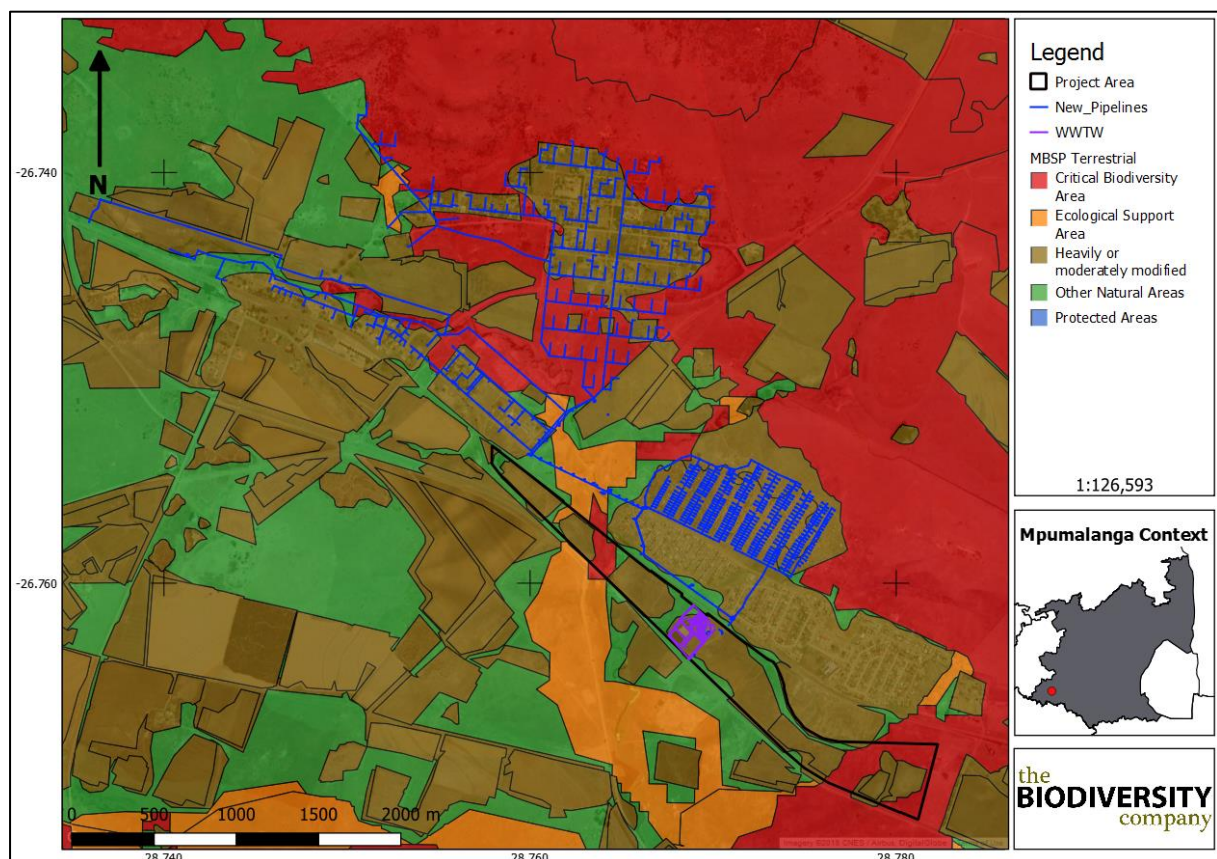 N
-26.740
-26.760
28.740
28.760
28.780
0 500 1000 1500 2000 m
Legend
Project Area
New_Pipelines
WWTW
MBSP Terrestrial
Critical Biodiversity
Area
Ecological Support
Area
Heavily or
moderately modified
Other Natural Areas
Protected Areas
1:126,593
Mpumalanga Context
the
BIODIVERSITY
company